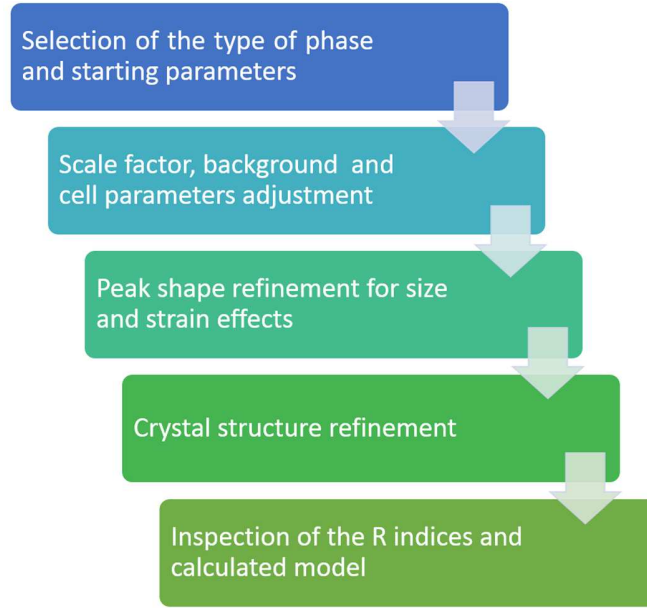 Selection of the type of phase
and starting parameters
Scale factor, background and
cell parameters adjustment
Peak shape refinement for size
and strain effects
Crystal structure refinement
Inspection of the R indices and
calculated model